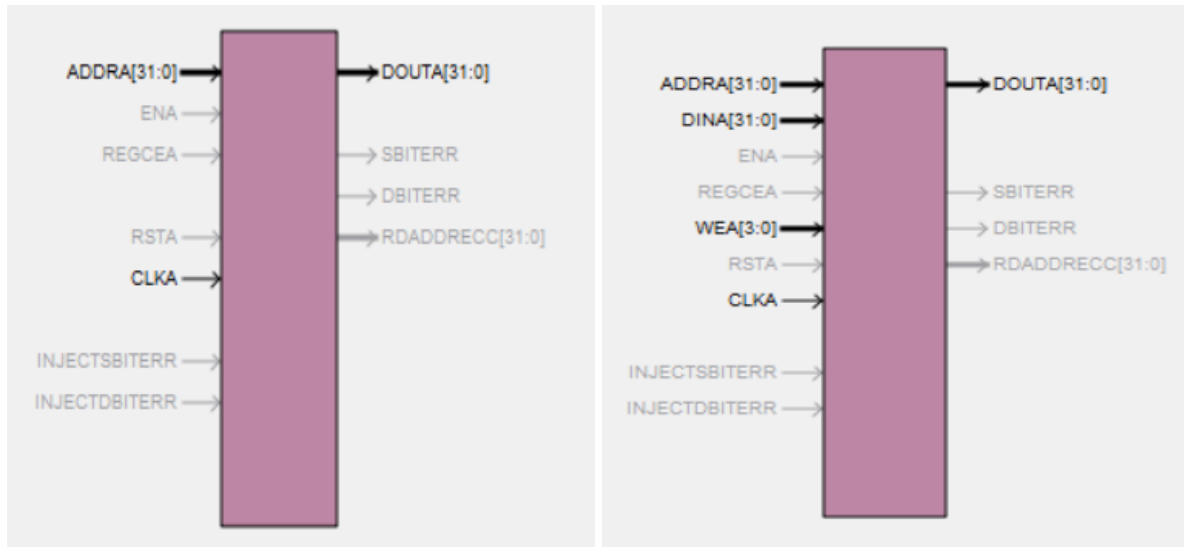 ADDRA[31:0]
DOUTA[31:0]
ENA
REGCEA
SBITERR
DBITERR
RSTA
RDADDRECC[31:0]
CLKA
INJECTSBITERR
INJECTDBITERR
ADDRA[31:0]
DOUTA[31:0]
DINA[31:0]
ENA
REGCEA
SBITERR
WEA[3:0]
DBITERR
RSTA
RDADDRECC[31:0]
CLKA
INJECTSBITERR
INJECTDBITERR